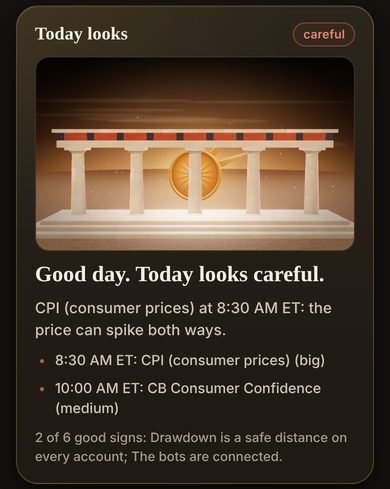 Today looks
careful
Good day. Today looks careful.
CPI (consumer prices) at 8:30 AM ET: the
price can spike both ways.
• 8:30 AM ET: CPI (consumer prices) (big)
• 10:00 AM ET: CB Consumer Confidence
(medium)
2 of 6 good signs: Drawdown is a safe distance on
every account; The bots are connected.